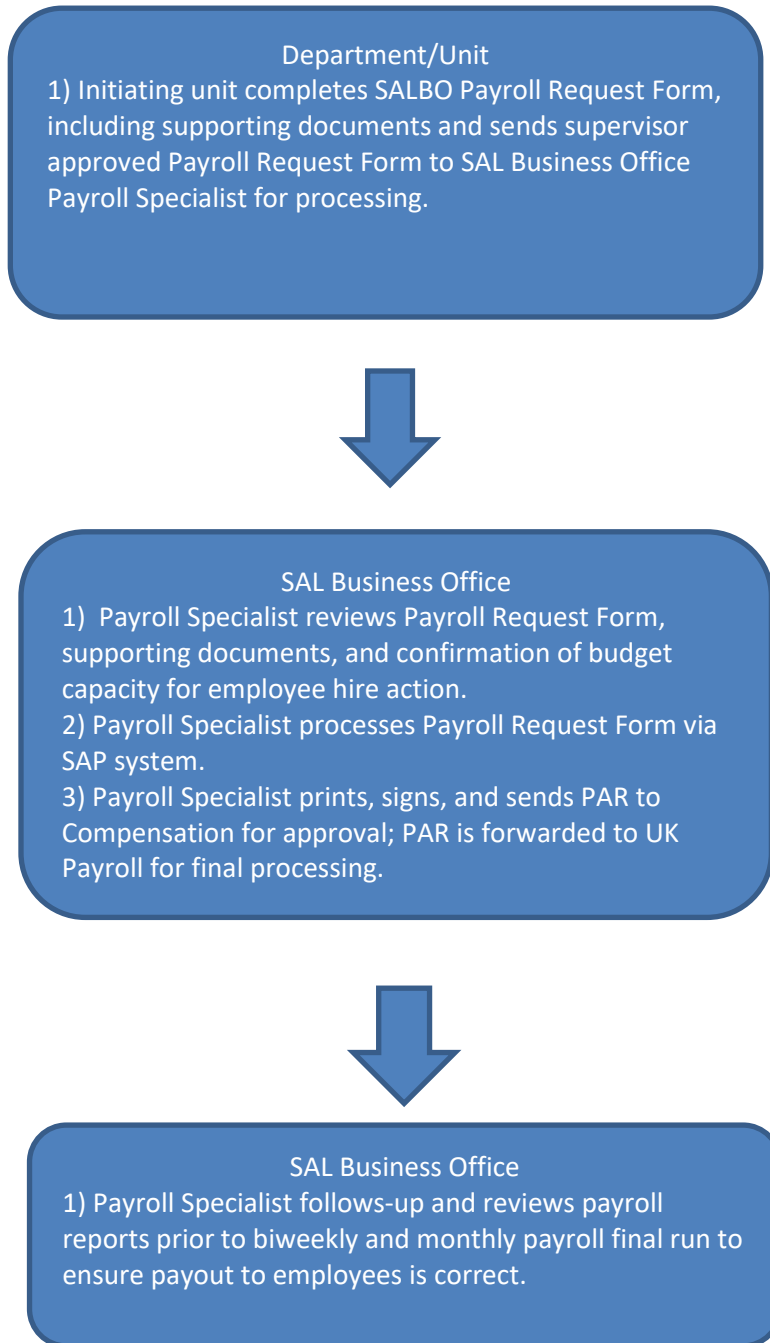 Department/Unit
1) Initiating unit completes SALBO Payroll Request Form,
including supporting documents and sends supervisor
approved Payroll Request Form to SAL Business Office
Payroll Specialist for processing.
SAL Business Office
1)  Payroll Specialist reviews Payroll Request Form,
supporting documents, and confirmation of budget
capacity for employee hire action.
2) Payroll Specialist processes Payroll Request Form via
SAP system.
3) Payroll Specialist prints, signs, and sends PAR to
Compensation for approval; PAR is forwarded to UK
Payroll for final processing.
SAL Business Office
1) Payroll Specialist follows-up and reviews payroll
reports prior to biweekly and monthly payroll final run to
ensure payout to employees is correct.